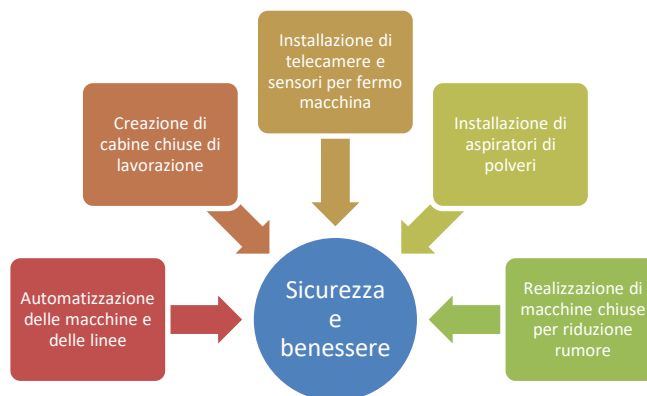 Installazione di
telecamere e
sensori per fermo
macchina
Creazione di
cabine chiuse di
lavorazione
Installazione di
aspiratori di
polveri
Automatizzazione
delle macchine e
delle linee
Sicurezza
e
benessere
Realizzazione di
macchine chiuse
per riduzione
rumore